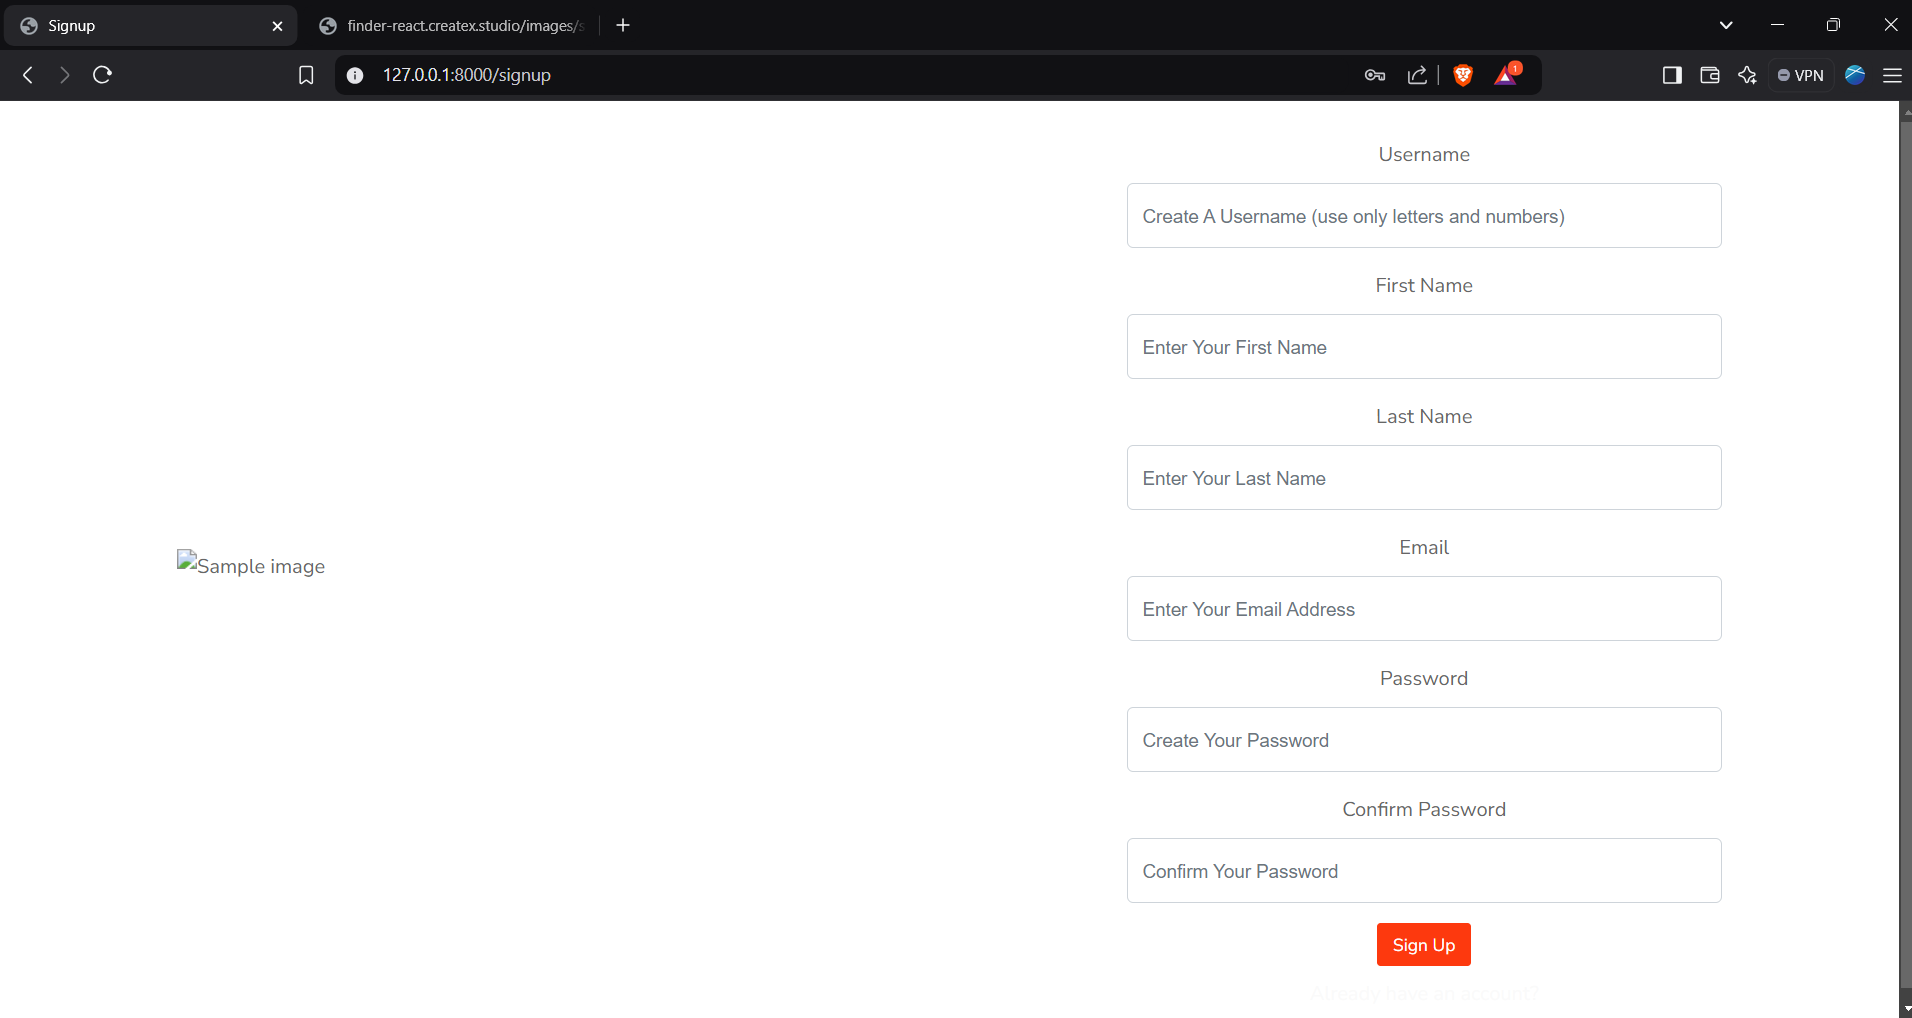 Signup
finder-react.createx.studio/images/s
127.0.0.1:8000/signup
1
VPN
Username
Create A Username (use only letters and numbers)
First Name
Enter Your First Name
Last Name
Enter Your Last Name
Email
Enter Your Email Address
Sample image
Password
Create Your Password
Confirm Password
Confirm Your Password
Sign Up
Already have an account?